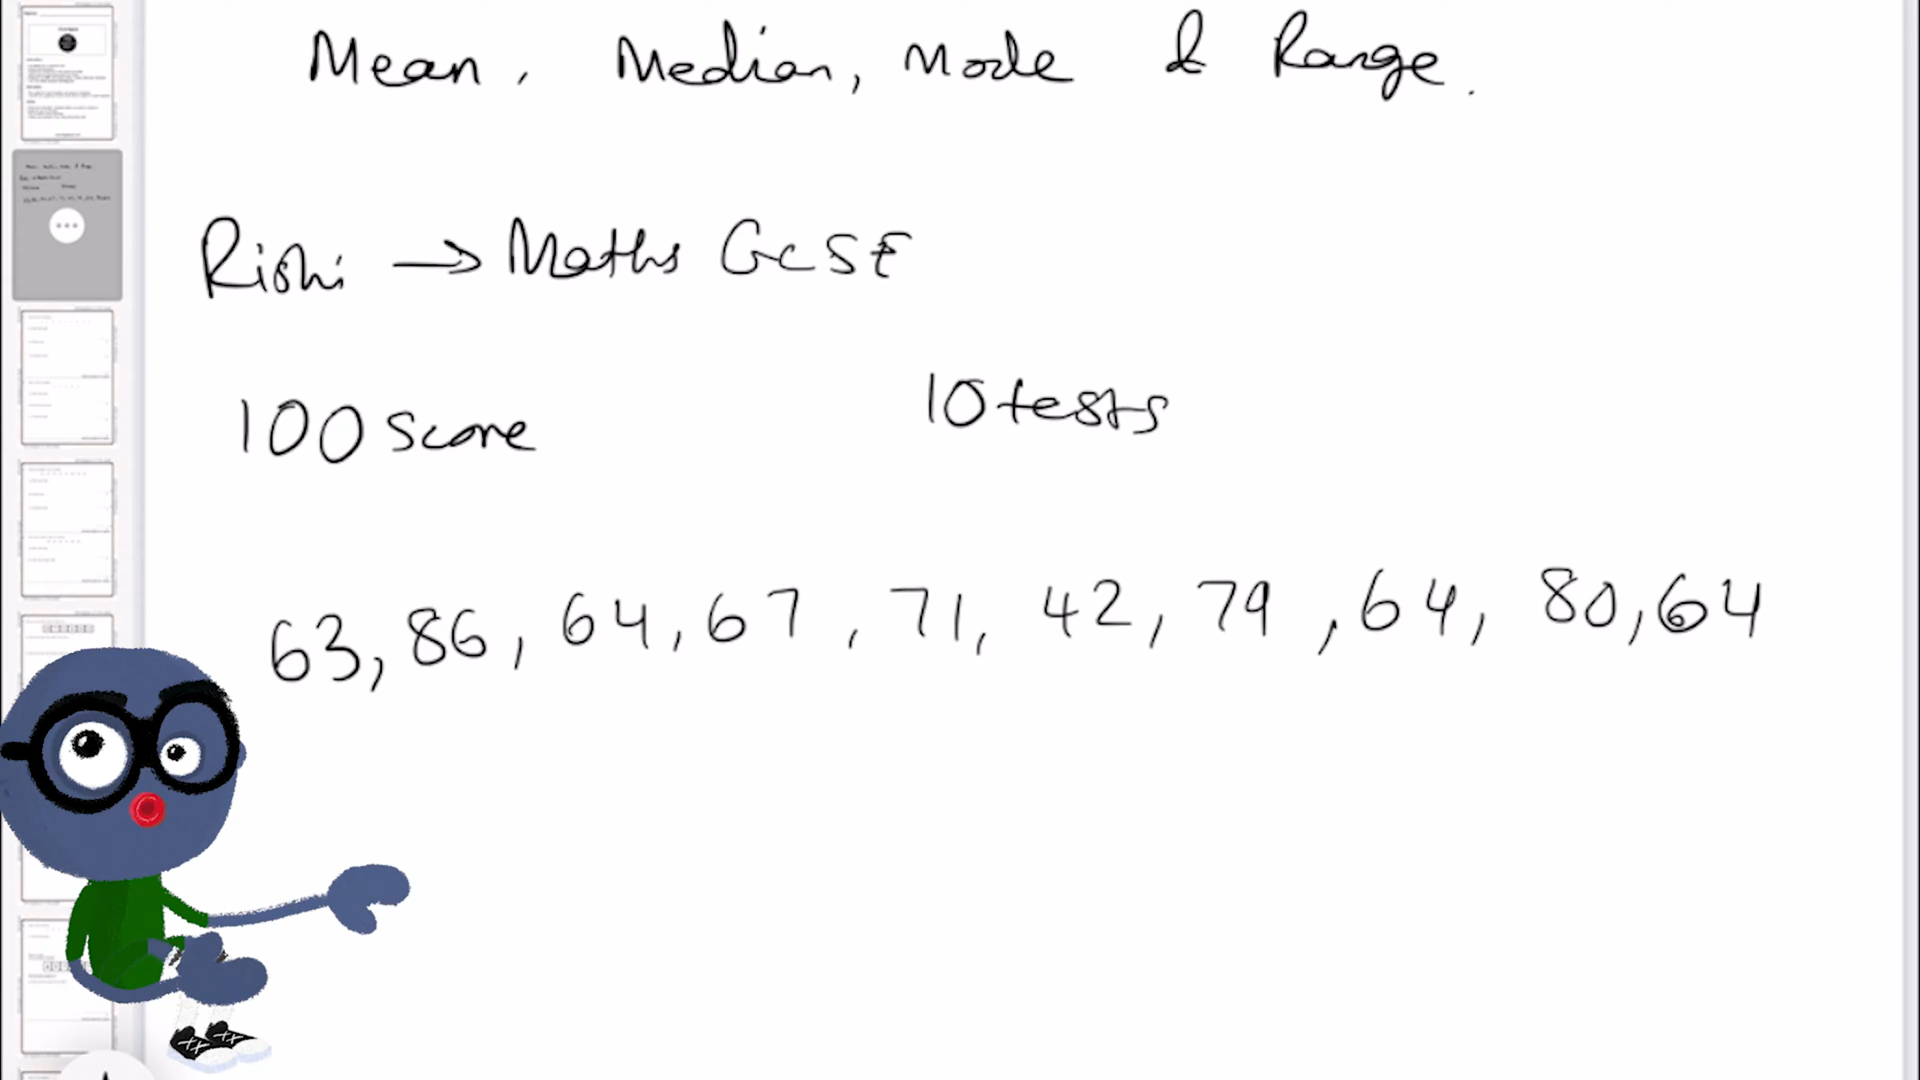 Mean, Median, Mode & Range.
Rishi → Maths GCSE
100 score 10 tests
63, 86, 64, 67, 71, 42, 79, 64, 80, 64